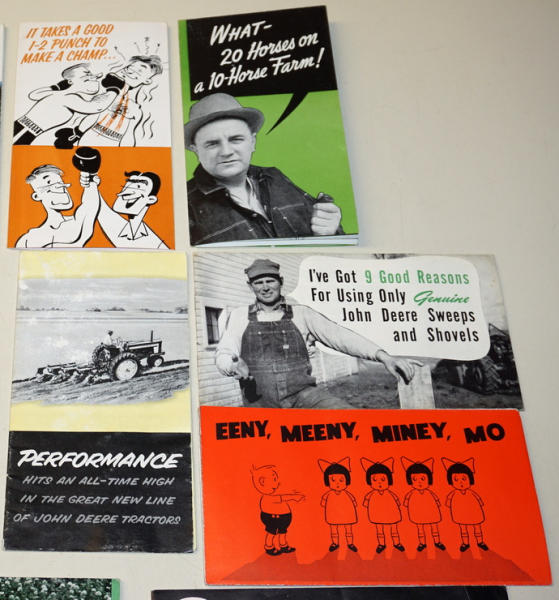 IT TAKES A GOOD
1-2 PUNCH TO
MAKE A CHAMP...
WHAT-
20 HORSES on
a 10-HORSE FARM!
I've Got 9 Good Reasons
For Using Only Genuine
John Deere Sweeps
and Shovels
PERFORMANCE
HITS AN ALL-TIME HIGH
IN THE GREAT NEW LINE
OF JOHN DEERE TRACTORS
EENY, MEENY, MINEY, MO